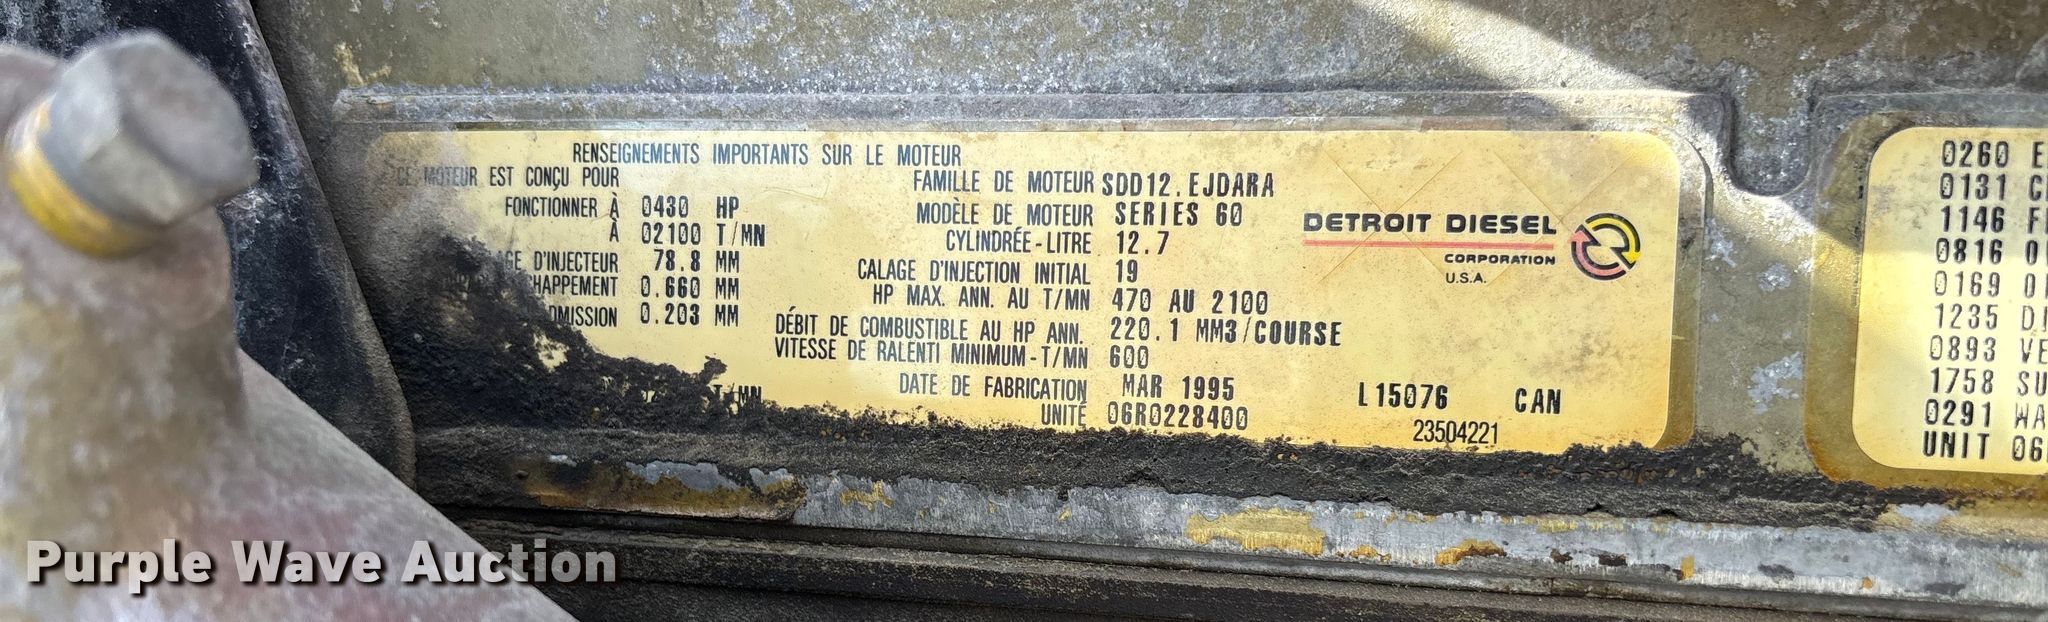 RENSEIGNEMENTS IMPORTANTS SUR LE MOTEUR
CE MOTEUR EST CONÇU POUR
FONCTIONNER À 0430 HP
À 02100 T/MN
D'INJECTEUR 78.8 MM
0.660 MM
0.203 MM
T/MN
FAMILLE DE MOTEUR SDD12.EJDARA
MODÈLE DE MOTEUR SERIES 60
CYLINDRÉE-LITRE 12.7
CALAGE D'INJECTION INITIAL 19
HP MAX. ANN. AU T/MN 470 AU 2100
DÉBIT DE COMBUSTIBLE AU HP ANN. 220.1 MM3/COURSE
VITESSE DE RALENTI MINIMUM-T/MN 600
DATE DE FABRICATION MAR 1995
UNITÉ 06R0228400
DETROIT DIESEL
CORPORATION
U.S.A.
L15076 CAN
23504221
0260
0131
1146
0816
0169
1235
0893
1758
0291
UNIT
Purple Wave Auction